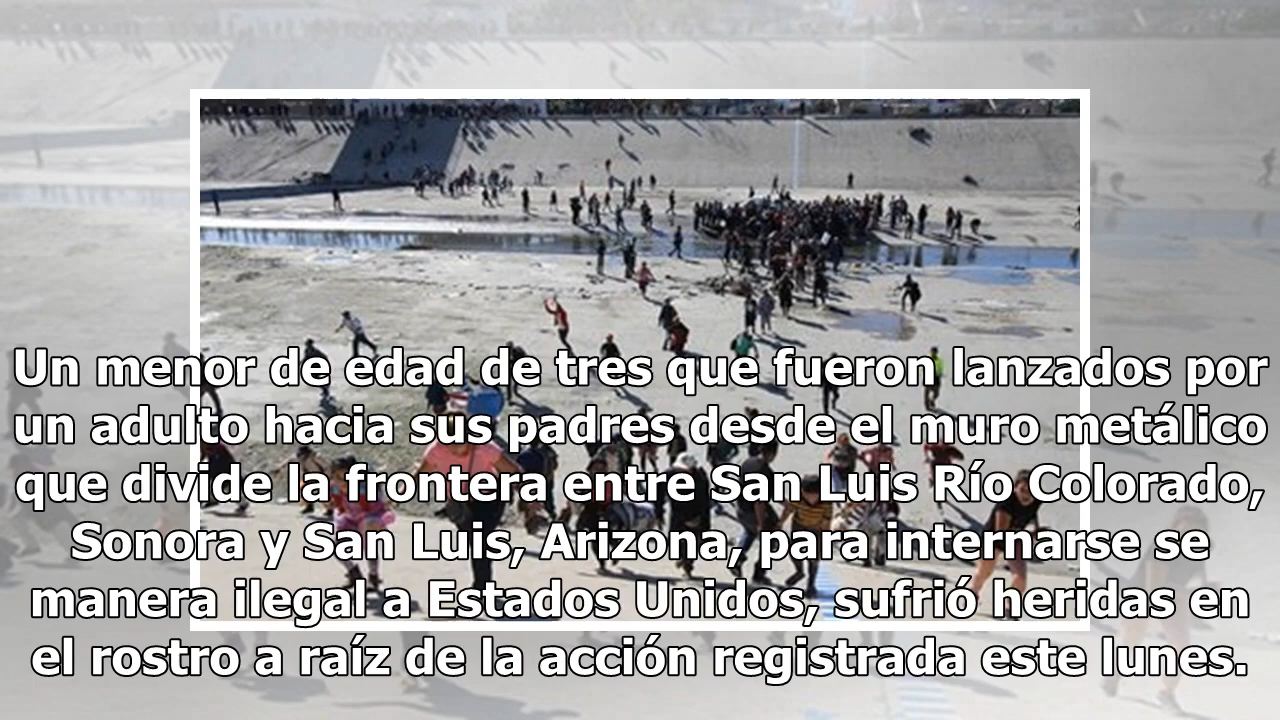 Un menor de edad de tres que fueron lanzados por
un adulto hacia sus padres desde el muro metálico
que divide la frontera entre San Luis Río Colorado,
Sonora y San Luis, Arizona, para internarse se
manera ilegal a Estados Unidos, sufrió heridas en
el rostro a raíz de la acción registrada este lunes.